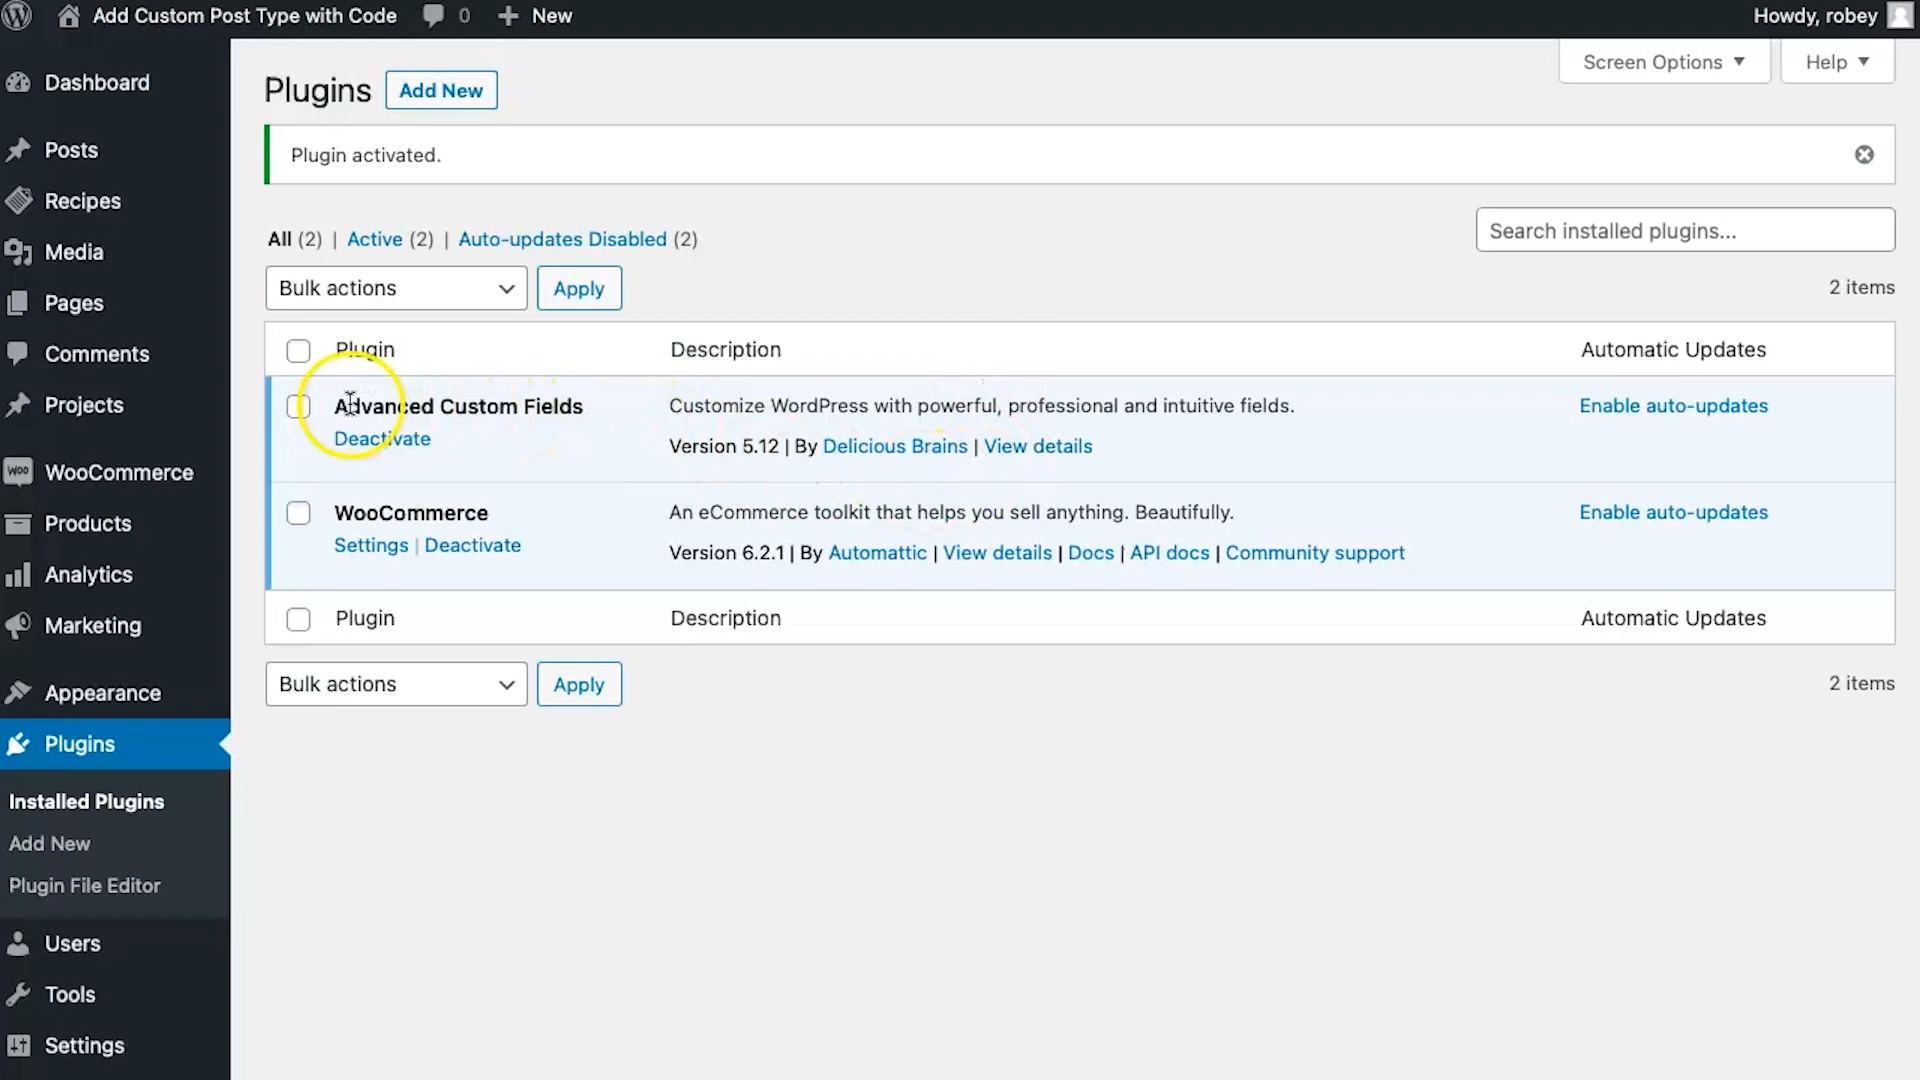 Add Custom Post Type with Code 0 New Howdy, robey
Dashboard
Posts
Recipes
Media
Pages
Comments
Projects
WOO WooCommerce
Products
Analytics
Marketing
Appearance
Plugins
Installed Plugins
Add New
Plugin File Editor
Users
Tools
Settings
Screen Options Help
Plugins Add New
Plugin activated.
All (2) | Active (2) | Auto-updates Disabled (2)
Search installed plugins...
Bulk actions Apply 2 items
Plugin Description Automatic Updates
Advanced Custom Fields Customize WordPress with powerful, professional and intuitive fields. Enable auto-updates
Deactivate Version 5.12 | By Delicious Brains | View details
WooCommerce An eCommerce toolkit that helps you sell anything. Beautifully. Enable auto-updates
Settings | Deactivate Version 6.2.1 | By Automattic | View details | Docs | API docs | Community support
Plugin Description Automatic Updates
Bulk actions Apply 2 items